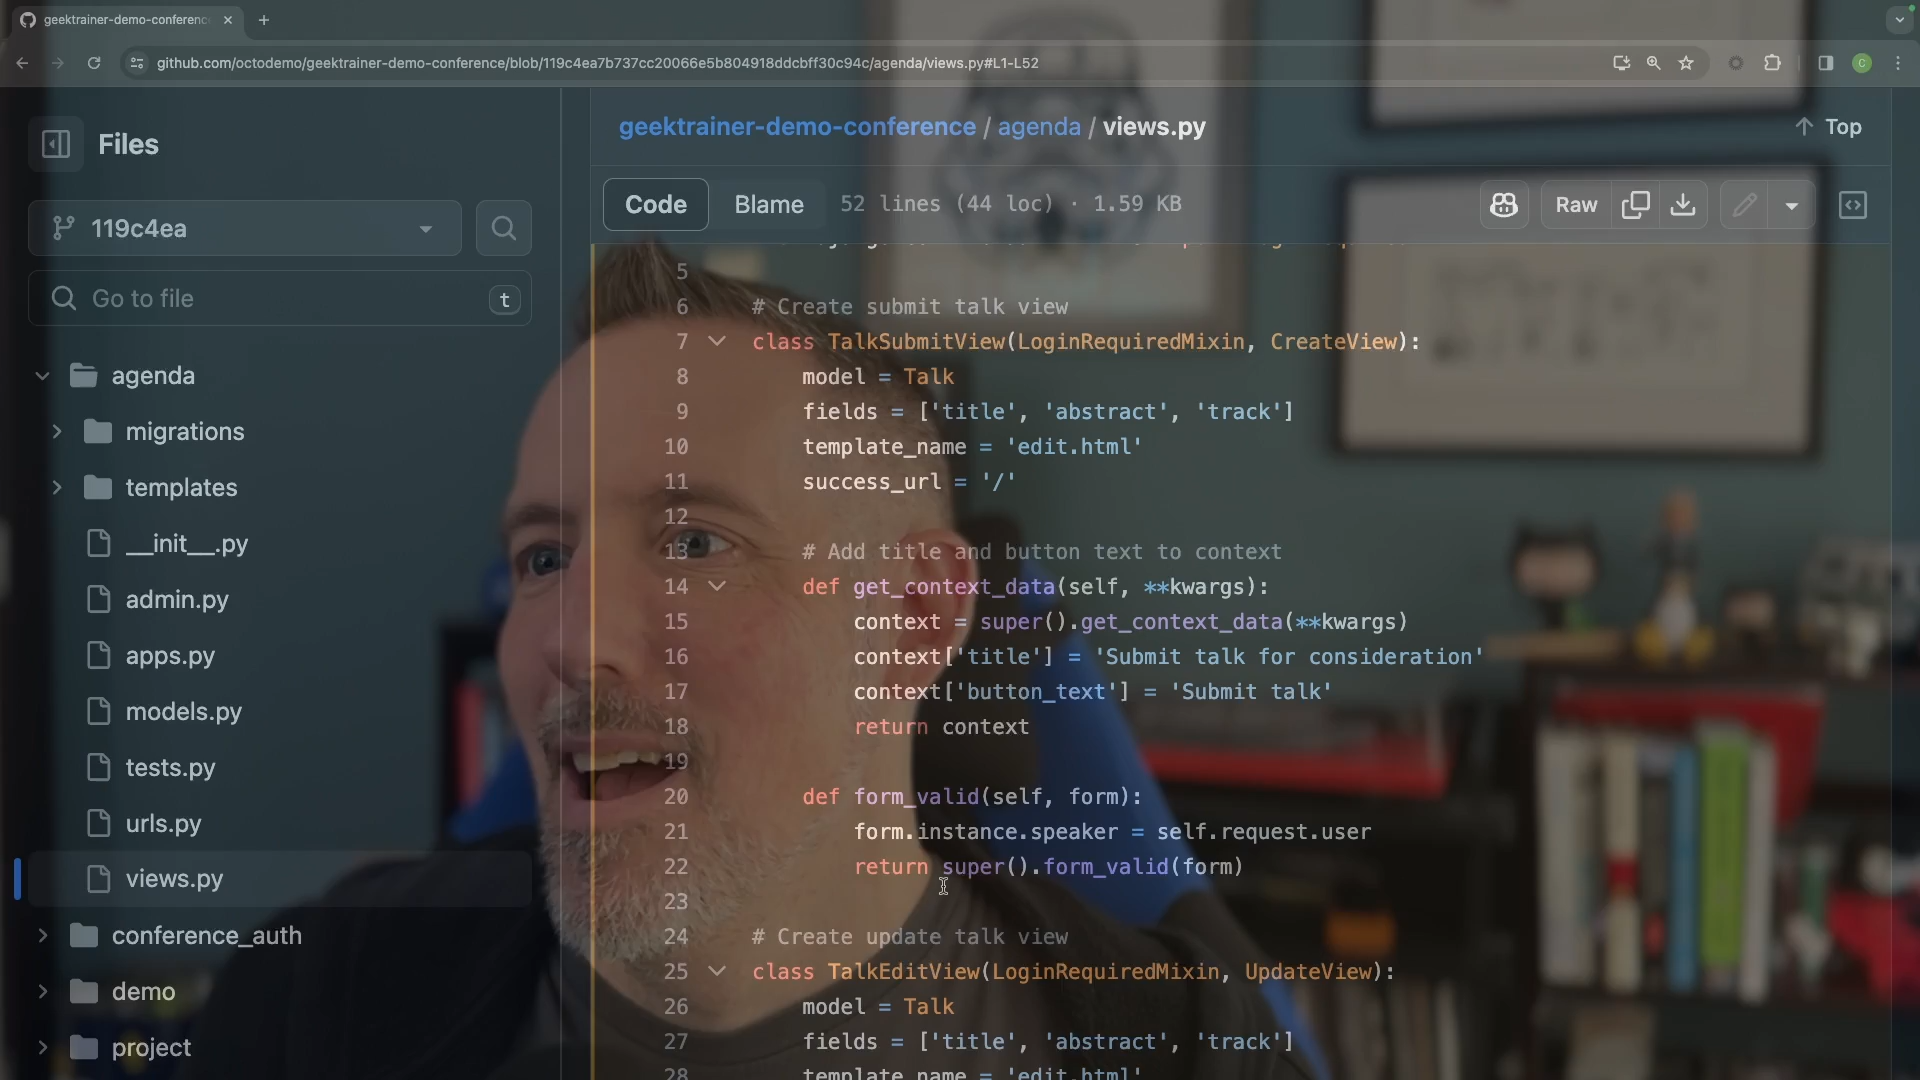 geektrainer-demo-conferenc
github.com/octodemo/geektrainer-demo-conference/blob/119c4ea7b737cc20066e5b804918ddcbff30c94c/agenda/views.py#L1-L52
C
Files
119c4ea
Go to file
t
agenda
migrations
templates
__init__.py
admin.py
apps.py
models.py
tests.py
urls.py
views.py
conference_auth
demo
project
geektrainer-demo-conference / agenda / views.py
Top
Code
Blame
52 lines (44 loc) · 1.59 KB
Raw
5
6 # Create submit talk view
7 class TalkSubmitView(LoginRequiredMixin, CreateView):
8 model = Talk
9 fields = ['title', 'abstract', 'track']
10 template_name = 'edit.html'
11 success_url = '/'
12
13 # Add title and button text to context
14 def get_context_data(self, **kwargs):
15 context = super().get_context_data(**kwargs)
16 context['title'] = 'Submit talk for consideration'
17 context['button_text'] = 'Submit talk'
18 return context
19
20 def form_valid(self, form):
21 form.instance.speaker = self.request.user
22 return super().form_valid(form)
23
24 # Create update talk view
25 class TalkEditView(LoginRequiredMixin, UpdateView):
26 model = Talk
27 fields = ['title', 'abstract', 'track']
28 template_name = 'edit.html'